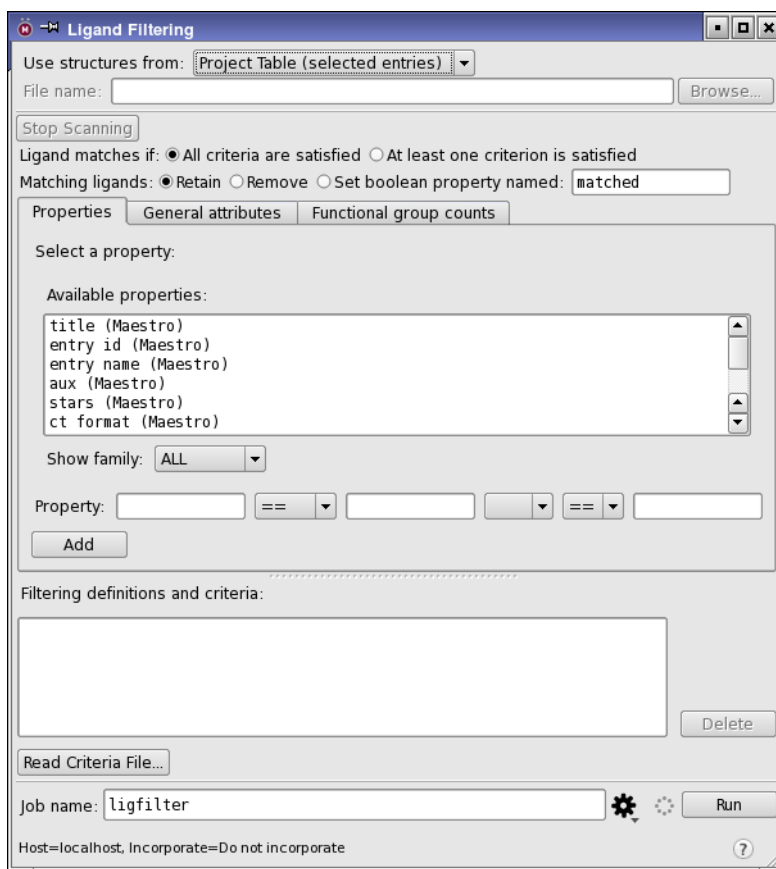 Ligand Filtering
Use structures from: Project Table (selected entries)
File name: Browse...
Stop Scanning
Ligand matches if: All criteria are satisfied At least one criterion is satisfied
Matching ligands: Retain Remove Set boolean property named: matched
Properties General attributes Functional group counts
Select a property:
Available properties:
title (Maestro)
entry id (Maestro)
entry name (Maestro)
aux (Maestro)
stars (Maestro)
ct format (Maestro)
Show family: ALL
Property: == ==
Add
Filtering definitions and criteria:
Delete
Read Criteria File...
Job name: ligfilter Run
Host=localhost, Incorporate=Do not incorporate ?